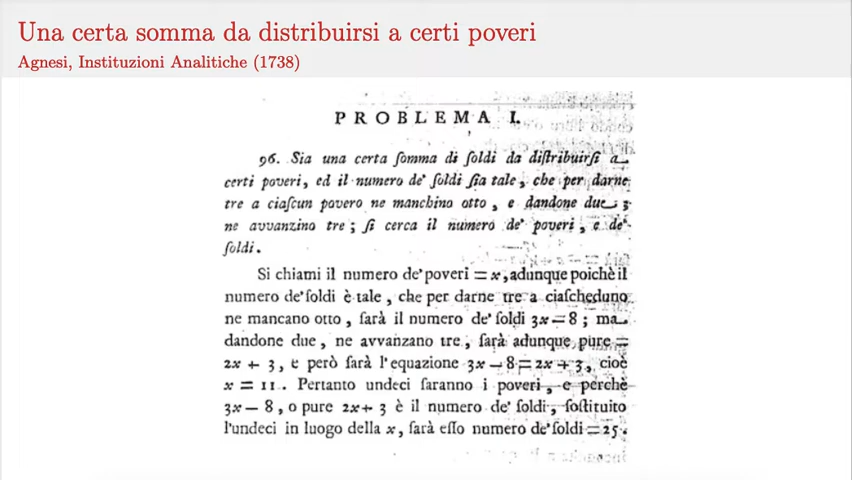 Una certa somma da distribuirsi a certi poveri
Agnesi, Instituzioni Analitiche (1738)
PROBLEMA I.
96. Sia una certa ſomma di ſoldi da diſtribuirſi a
certi poveri, ed il numero de' ſoldi ſia tale, che per darne
tre a ciaſcun povero ne manchino otto, e dandone due,
ne avvanzino tre; ſi cerca il numero de' poveri, e de'
ſoldi.
Si chiami il numero de' poveri = x, adunque poichè il
numero de' ſoldi è tale, che per darne tre a ciaſcheduno
ne mancano otto, ſarà il numero de' ſoldi 3x — 8; ma
dandone due, ne avvanzano tre, ſarà adunque pure =
2x + 3, e però ſarà l'equazione 3x — 8 = 2x + 3, cioè
x = 11. Pertanto undeci ſaranno i poveri, e perchè
3x — 8, o pure 2x + 3 è il numero de' ſoldi, ſoſtituito
l'undeci in luogo della x, ſarà eſſo numero de' ſoldi = 25.